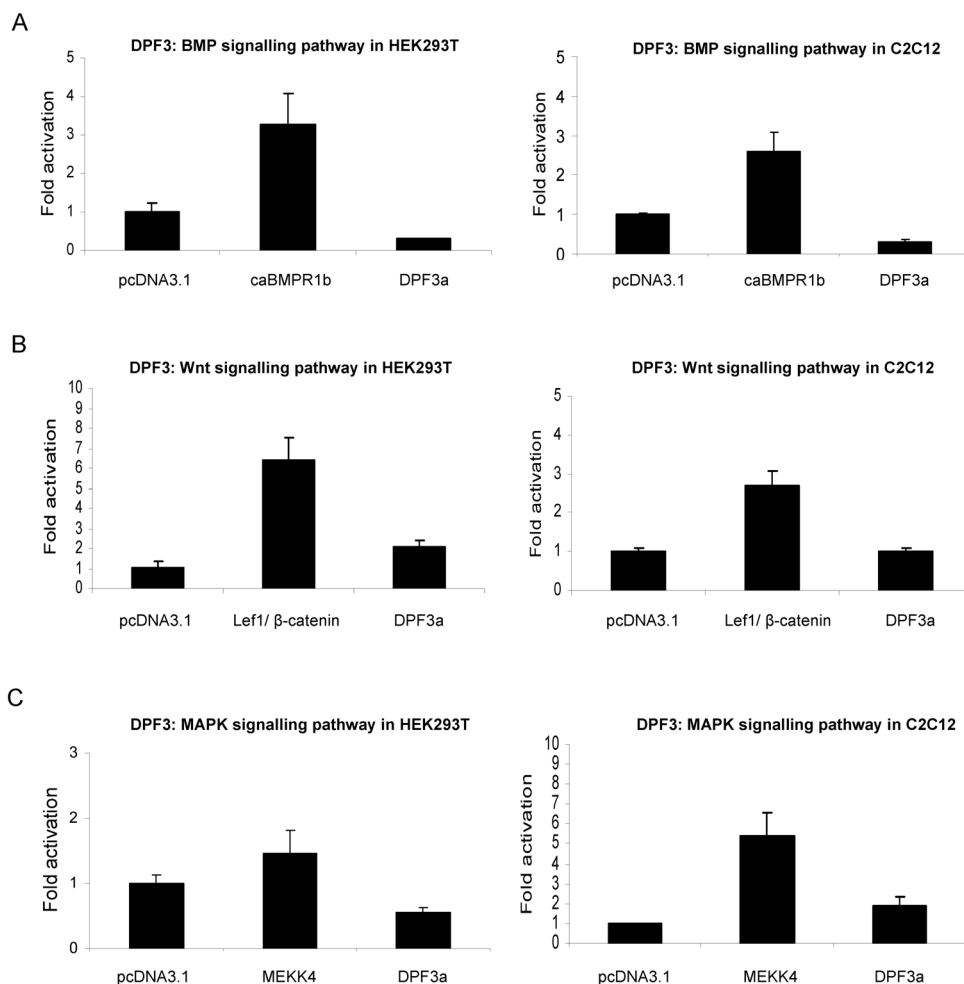 A
DPF3: BMP signalling pathway in HEK293T
5
4
3
2
1
0
Fold activation
pcDNA3.1 caBMPR1b DPF3a
DPF3: BMP signalling pathway in C2C12
5
4
3
2
1
0
Fold activation
pcDNA3.1 caBMPR1b DPF3a
B
DPF3: Wnt signalling pathway in HEK293T
10
9
8
7
6
5
4
3
2
1
0
Fold activation
pcDNA3.1 Lef1/ β-catenin DPF3a
DPF3: Wnt signalling pathway in C2C12
5
4
3
2
1
0
Fold activation
pcDNA3.1 Lef1/ β-catenin DPF3a
C
DPF3: MAPK signalling pathway in HEK293T
3
2
1
0
Fold activation
pcDNA3.1 MEKK4 DPF3a
DPF3: MAPK signalling pathway in C2C12
10
9
8
7
6
5
4
3
2
1
0
Fold activation
pcDNA3.1 MEKK4 DPF3a